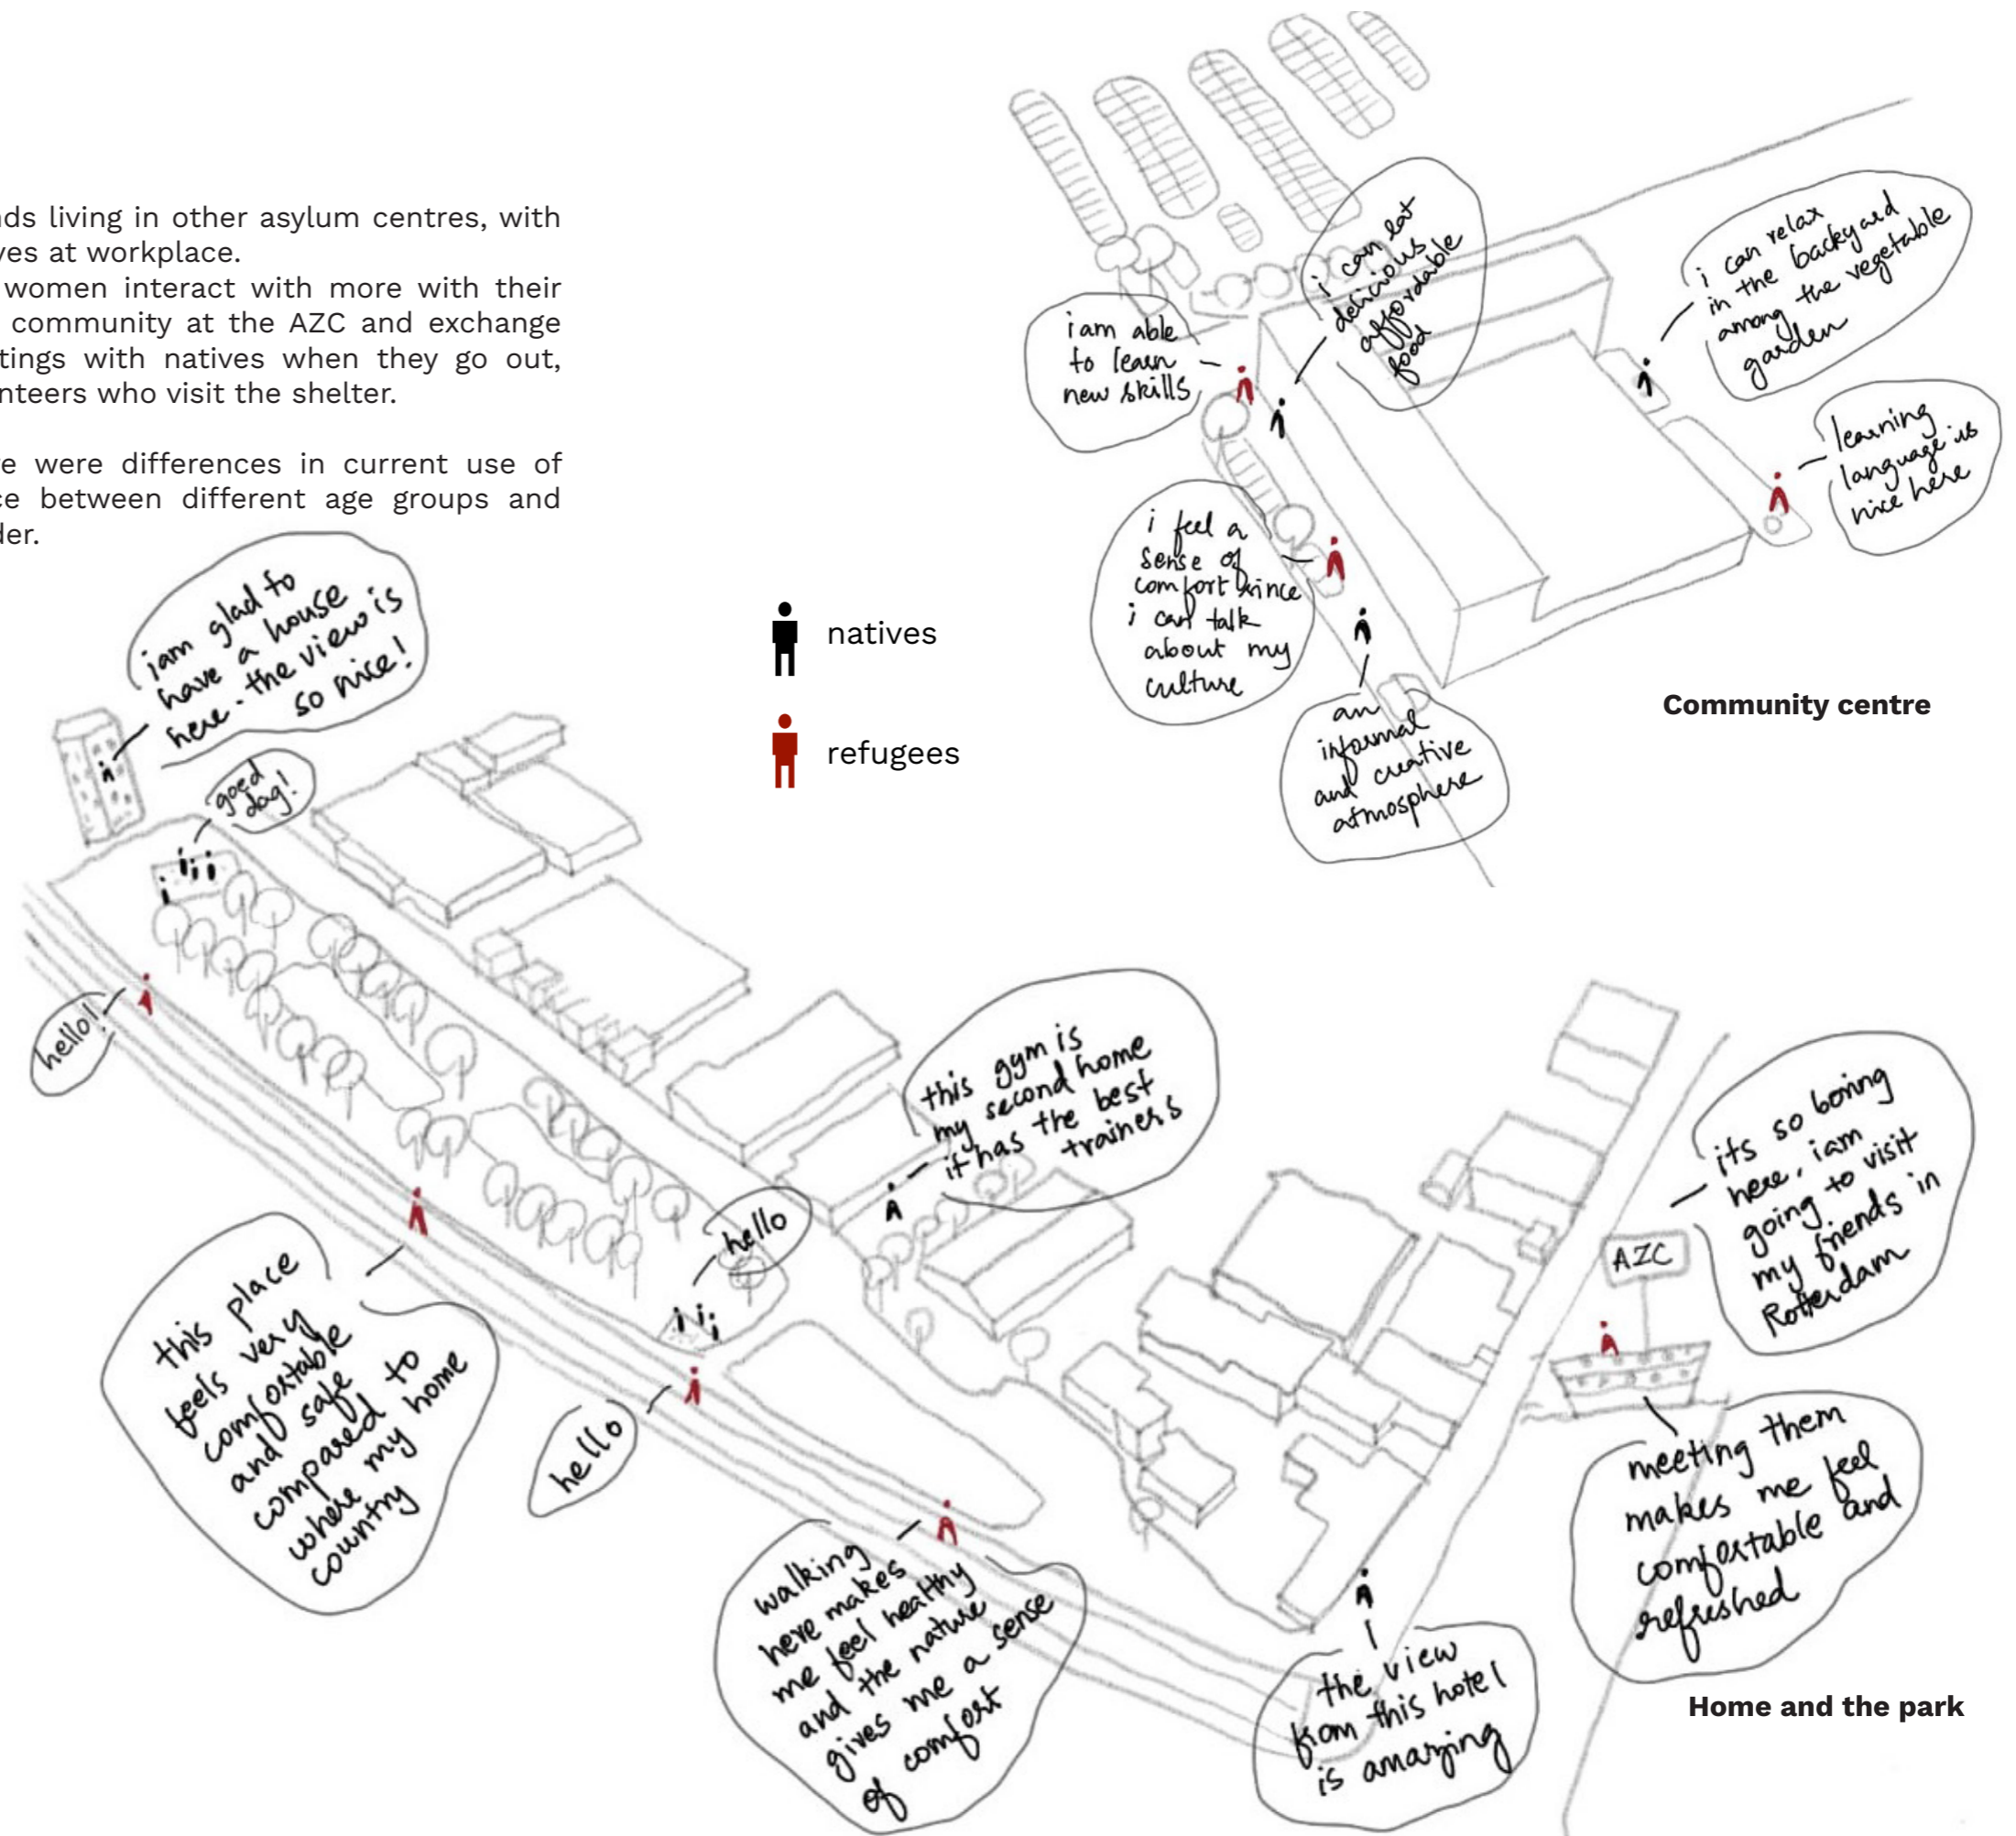 nds living in other asylum centres, with
ves at workplace.
women interact with more with their
community at the AZC and exchange
tings with natives when they go out,
nteers who visit the shelter.
e were differences in current use of
ce between different age groups and
der.
natives
refugees
i can eat
delicious
affordable
food
i can relax
in the backyard
among the vegetable
garden
iam able
to learn
new skills
learning
language is
nice here
i feel a
sense of
comfort since
i can talk
about my
culture
an
informal
and creative
atmosphere
Community centre
iam glad to
have a house
here - the view is
so nice!
goed
dag!
hello!
this gym is
my second home
it has the best
trainers
hello
this place
feels very
comfortable
and safe
compared to
where my home
country
hello
walking
here makes
me feel healthy
and the nature
gives me a sense
of comfort
the view
from this hotel
is amazing
its so boring
here, iam
going to visit
my friends in
Rotterdam
AZC
meeting them
makes me feel
comfortable and
refreshed
Home and the park